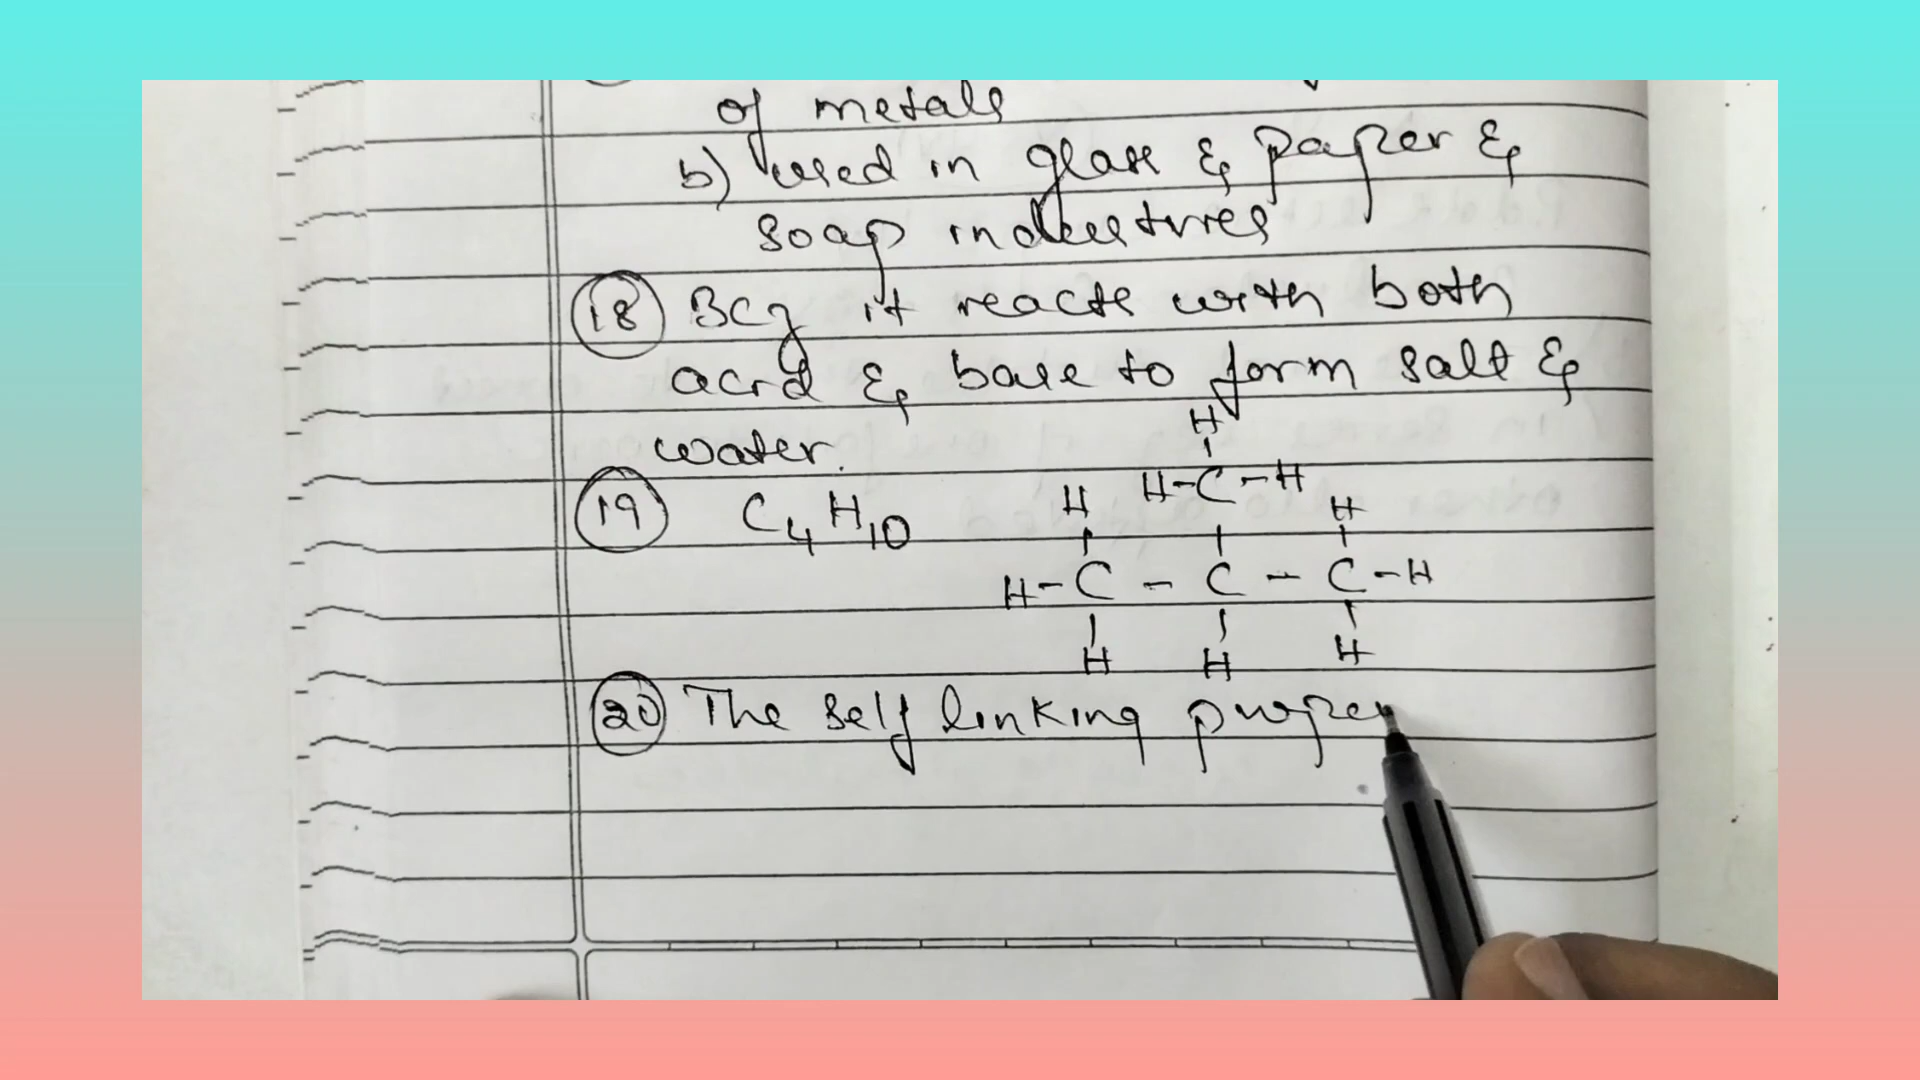 of metals
b) used in glass & paper &
soap industries
18 Bcz it reacts with both
acid & base to form salt &
water.
19 C4H10
H
H-C-H
H H
H-C-C-C-H
H H H
20 The self linking proper